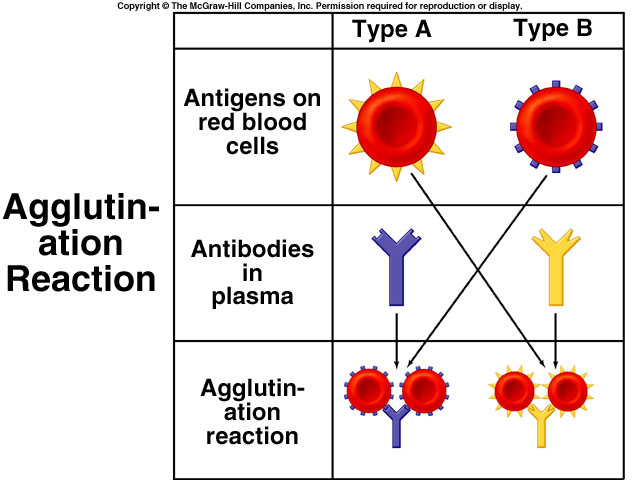 Copyright © The McGraw-Hill Companies, Inc. Permission required for reproduction or display.
Type A
Type B
Antigens on
red blood
cells
Agglutin-
ation
Reaction
Antibodies
in
plasma
Agglutin-
ation
reaction